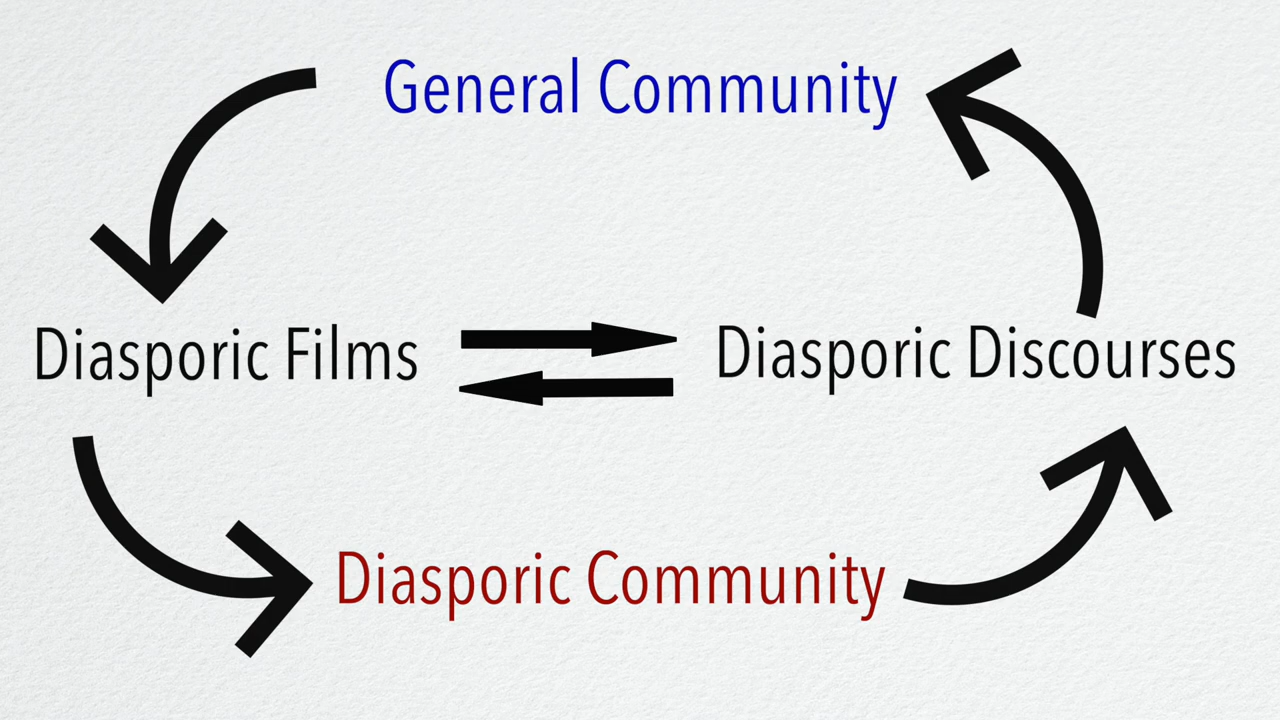 General Community
Diasporic Films
Diasporic Discourses
Diasporic Community